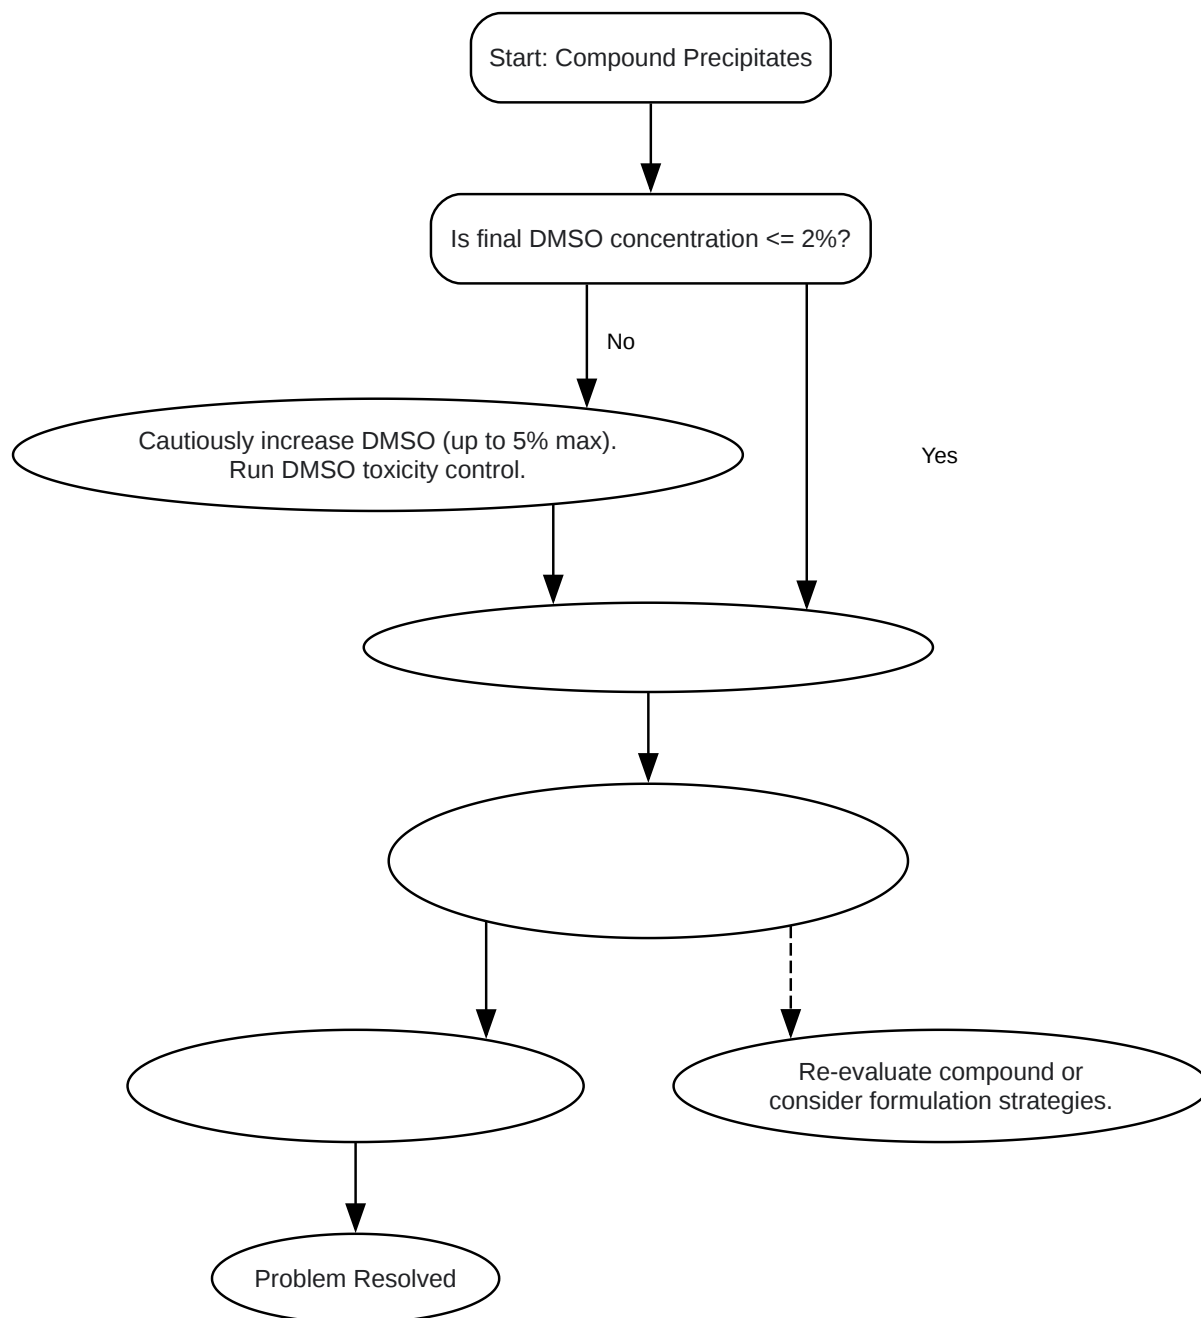 Start: Compound Precipitates
Is final DMSO concentration <= 2%?
No
Cautiously increase DMSO (up to 5% max).
Run DMSO toxicity control.
Yes
Re-evaluate compound or
consider formulation strategies.
Problem Resolved